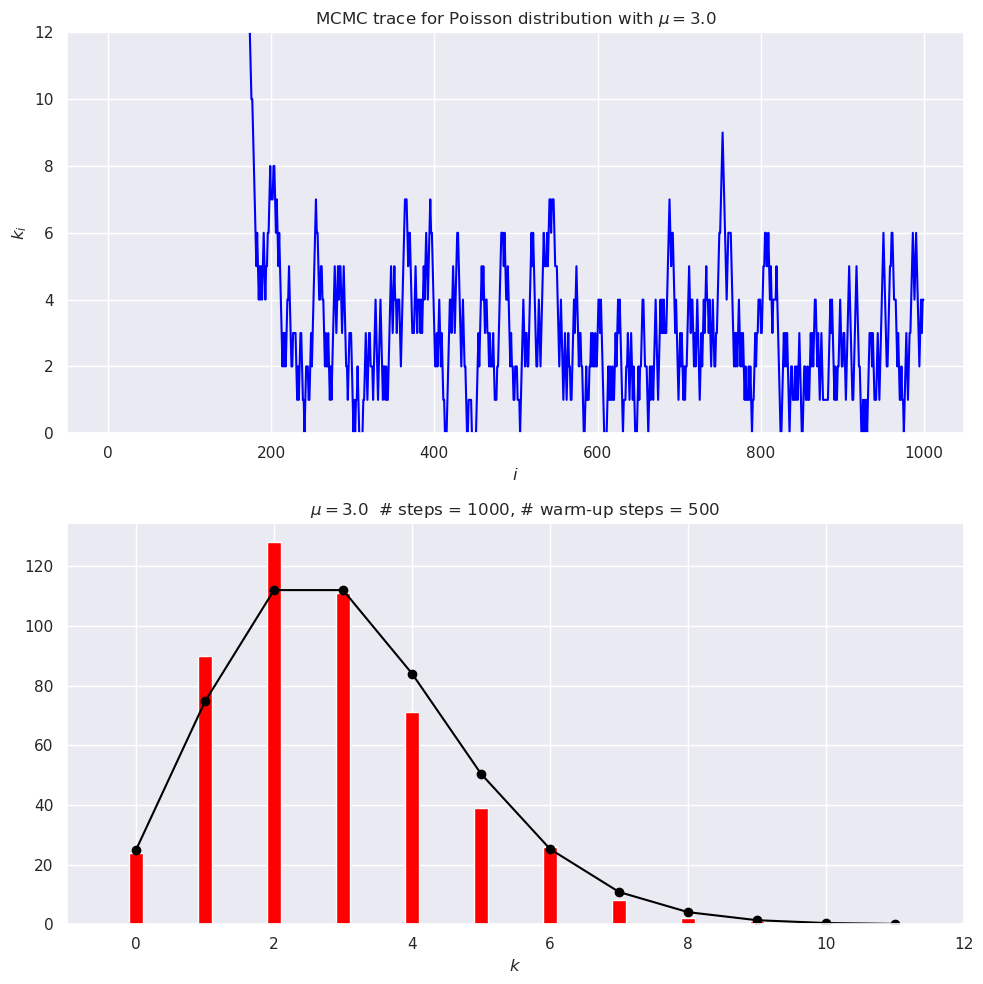 MCMC trace for Poisson distribution with μ = 3.0
12
10
8
6
4
2
0
k_i
0 200 400 600 800 1000
i
μ = 3.0 # steps = 1000, # warm-up steps = 500
120
100
80
60
40
20
0
0 2 4 6 8 10 12
k